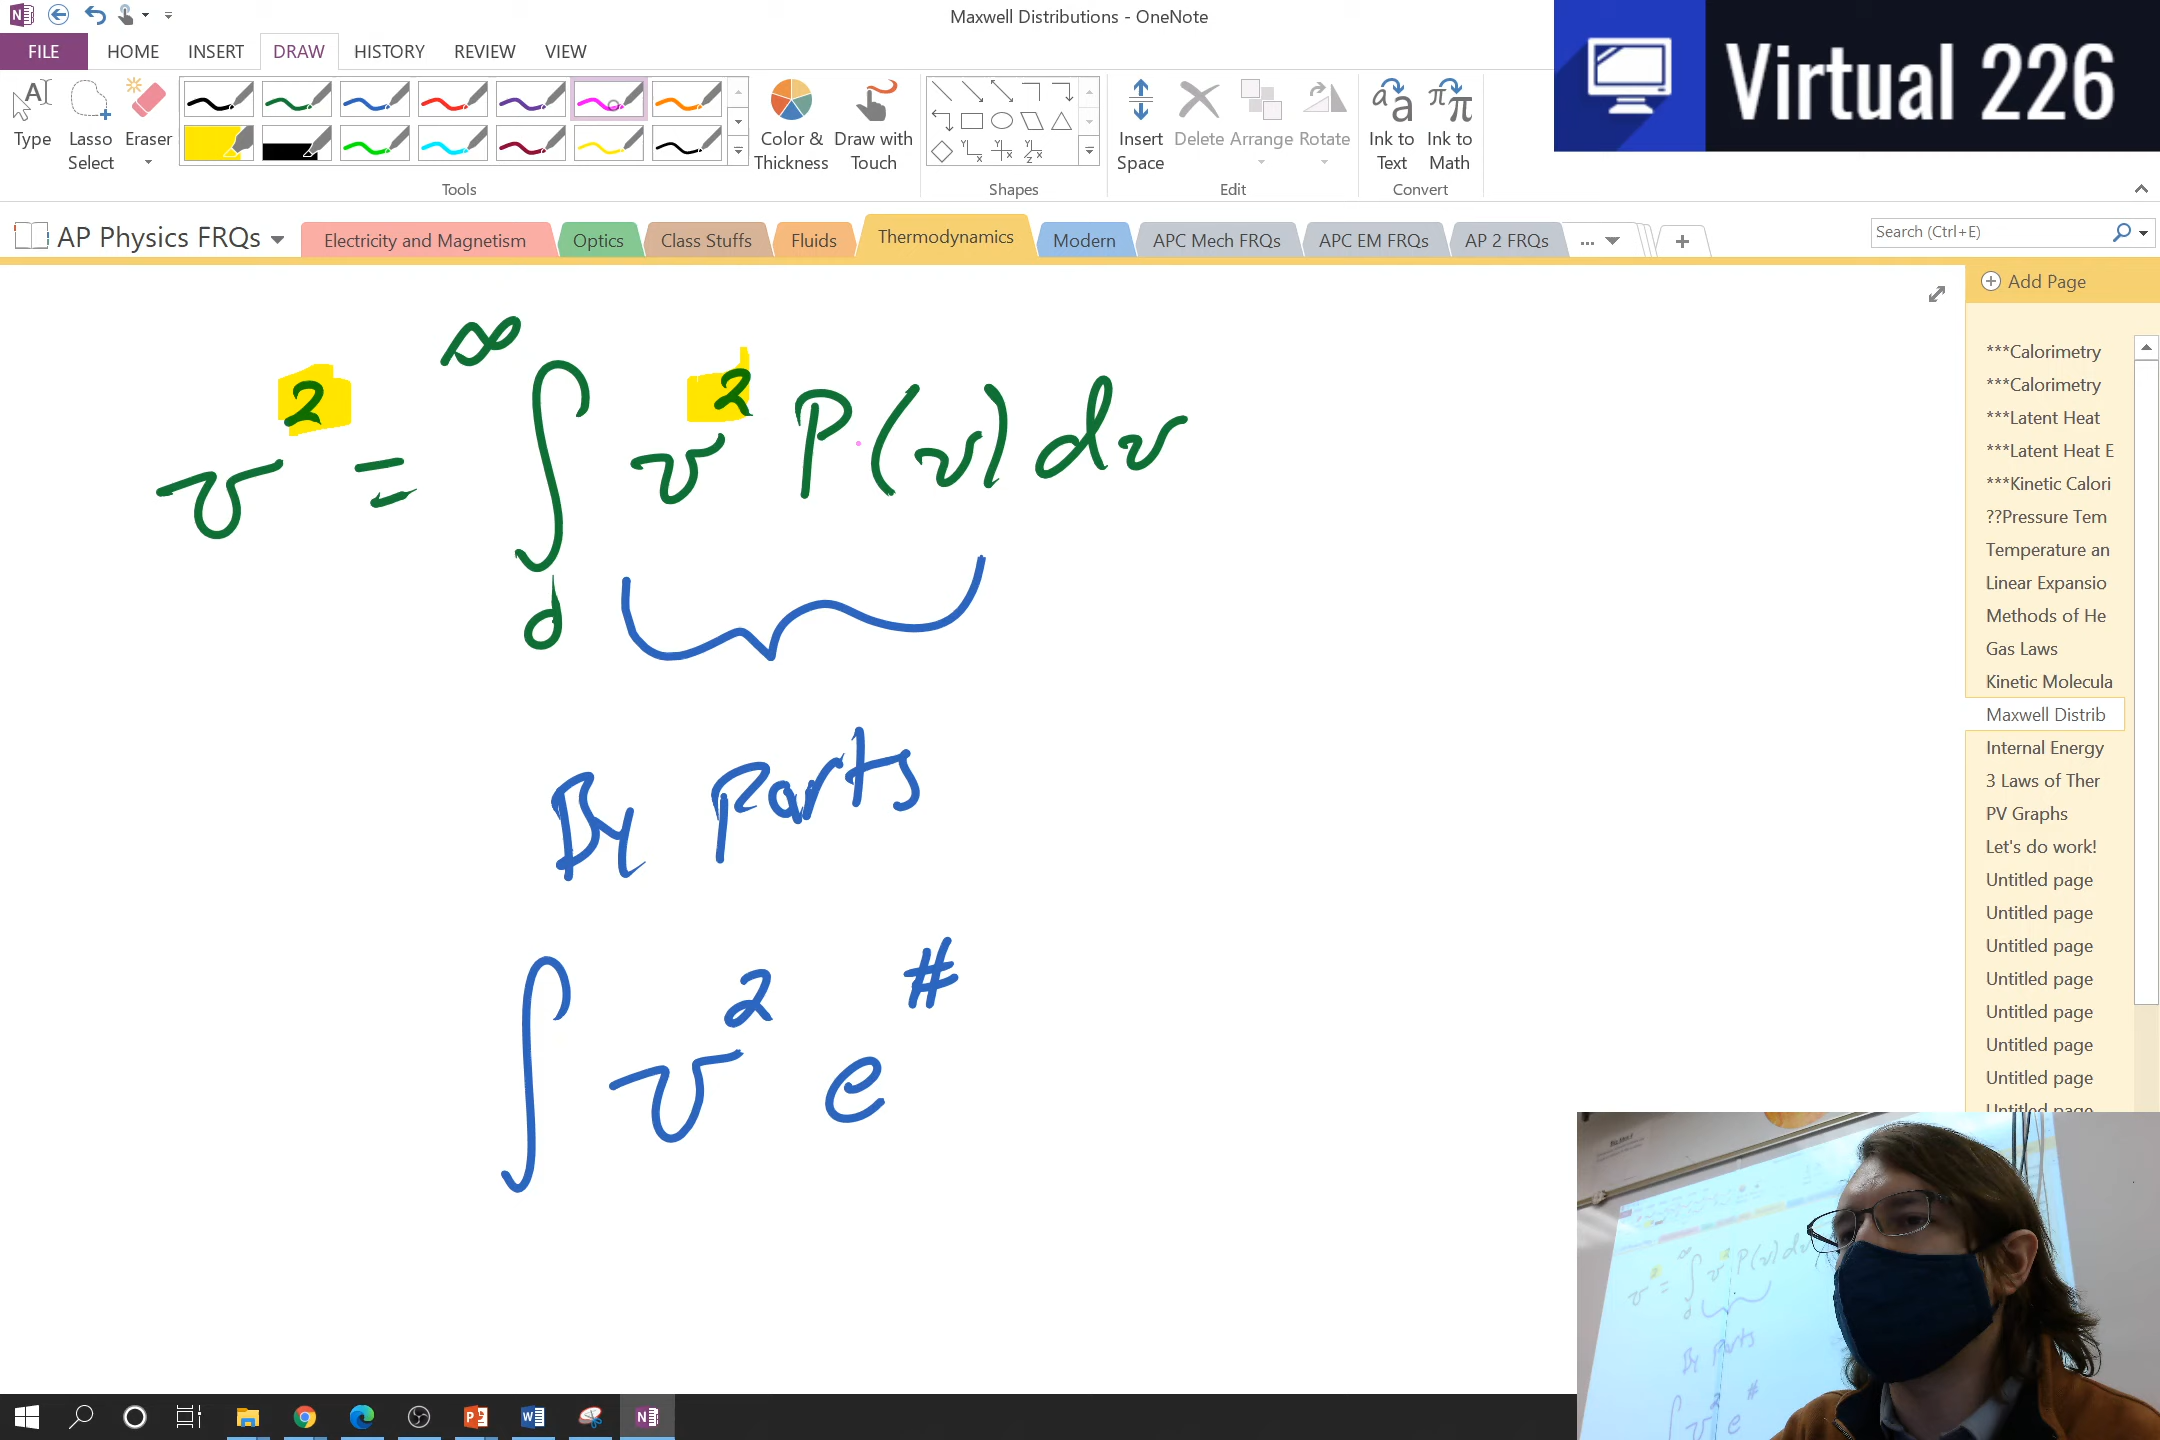 Maxwell Distributions - OneNote
Virtual 226
FILE HOME INSERT DRAW HISTORY REVIEW VIEW
Type
Lasso Select
Eraser
Color & Thickness
Draw with Touch
Insert Space
Delete
Arrange
Rotate
Ink to Text
Ink to Math
Tools
Shapes
Edit
Convert
AP Physics FRQs
Electricity and Magnetism
Optics
Class Stuffs
Fluids
Thermodynamics
Modern
APC Mech FRQs
APC EM FRQs
AP 2 FRQs
...
Search (Ctrl+E)
Add Page
v² = ∫₀^∞ v² P(v) dv
By Parts
∫ v² e^#
***Calorimetry
***Calorimetry
***Latent Heat
***Latent Heat E
***Kinetic Calori
??Pressure Tem
Temperature an
Linear Expansio
Methods of He
Gas Laws
Kinetic Molecula
Maxwell Distrib
Internal Energy
3 Laws of Ther
PV Graphs
Let's do work!
Untitled page
Untitled page
Untitled page
Untitled page
Untitled page
Untitled page
Untitled page
Untitled page